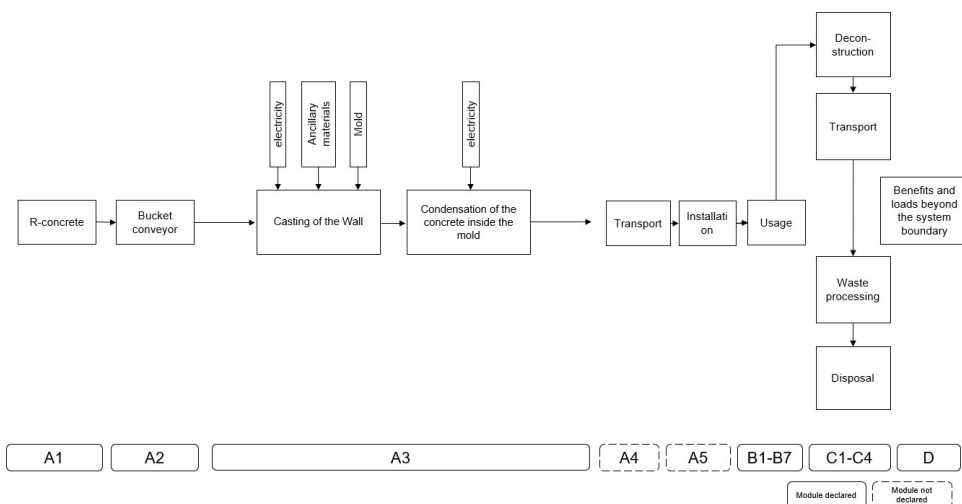 Decon-
struction
electricity
Ancillary
materials
Mold
electricity
Transport
R-concrete
Bucket
conveyor
Casting of the Wall
Condensation of the
concrete inside the
mold
Transport
Installati
on
Usage
Benefits and
loads beyond
the system
boundary
Waste
processing
Disposal
A1
A2
A3
A4
A5
B1-B7
C1-C4
D
Module declared
Module not
declared